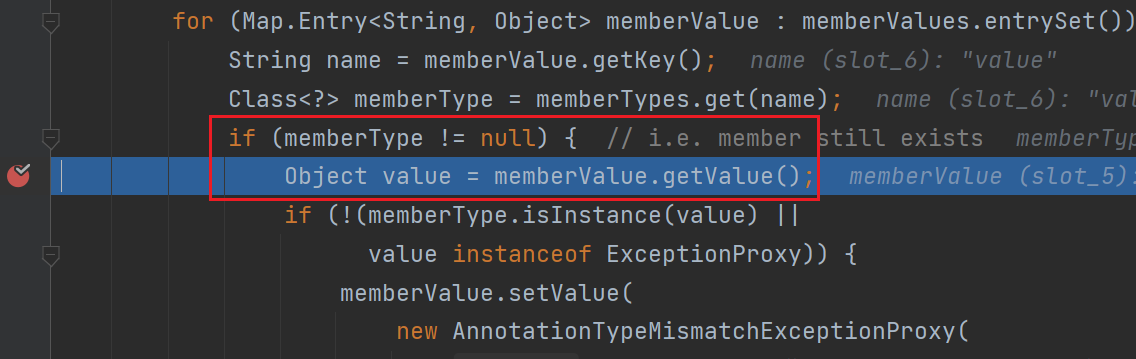 for (Map.Entry<String, Object> memberValue : memberValues.entrySet())
String name = memberValue.getKey(); name (slot_6): "value"
Class<?> memberType = memberTypes.get(name); name (slot_6): "val
if (memberType != null) { // i.e. member still exists memberTyp
Object value = memberValue.getValue(); memberValue (slot_5):
if (!(memberType.isInstance(value) ||
value instanceof ExceptionProxy)) {
memberValue.setValue(
new AnnotationTypeMismatchExceptionProxy(